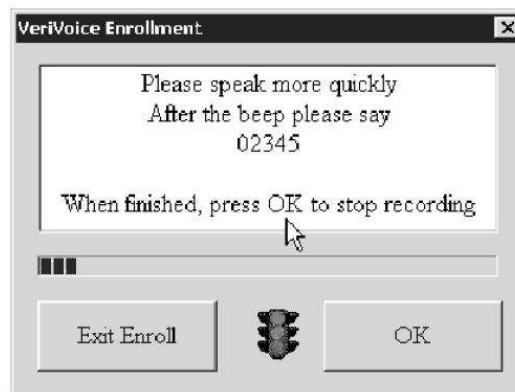 VeriVoice Enrollment
Please speak more quickly
After the beep please say
02345
When finished, press OK to stop recording
Exit Enroll
OK